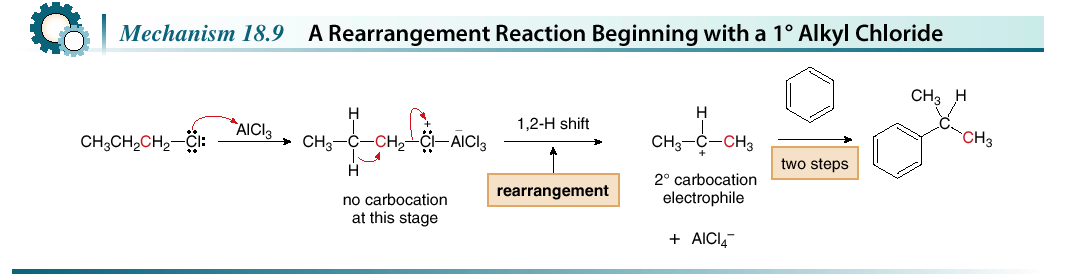 Mechanism 18.9 A Rearrangement Reaction Beginning with a 1° Alkyl Chloride
CH3CH2CH2—Cl:
AlCl3
H
CH3—C—CH2—Cl—AlCl3
+ −
H
no carbocation
at this stage
1,2-H shift
rearrangement
H
CH3—C—CH3
+
2° carbocation
electrophile
+ AlCl4−
two steps
CH3 H
C
CH3